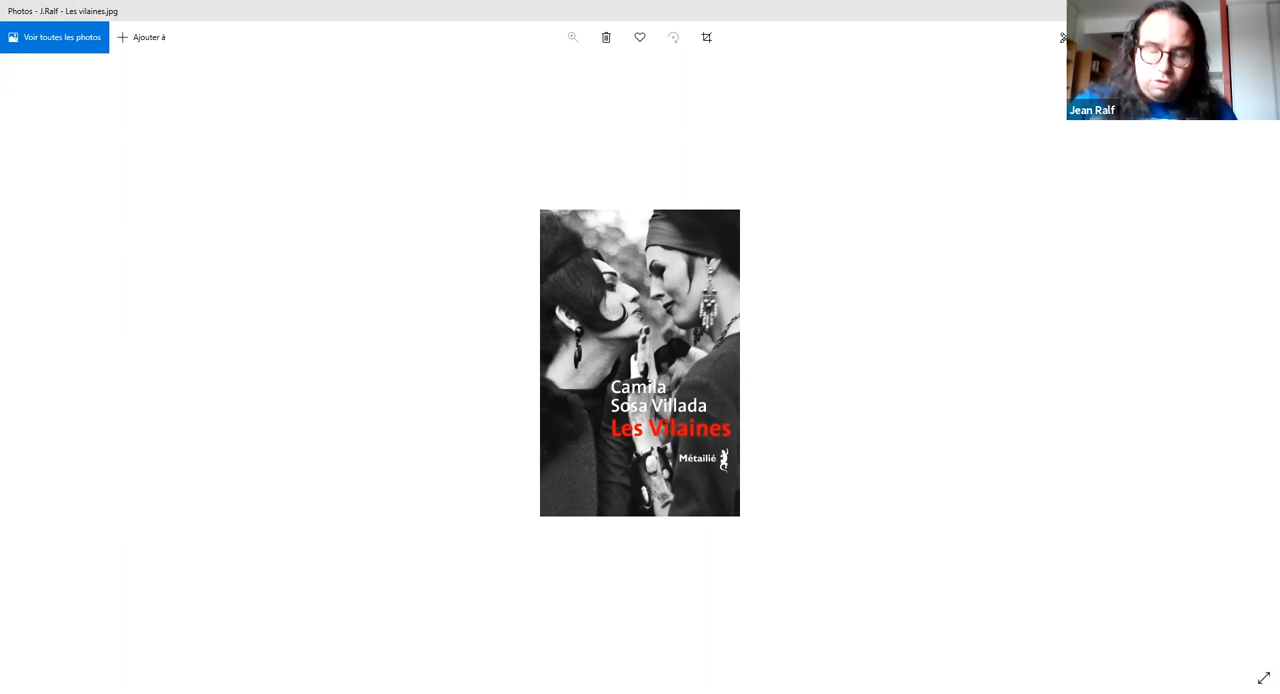 Photos - J.Ralf - Les vilaines.jpg
Voir toutes les photos
Ajouter à
Jean Ralf
Camila
Sosa Villada
Les Vilaines
Métailié